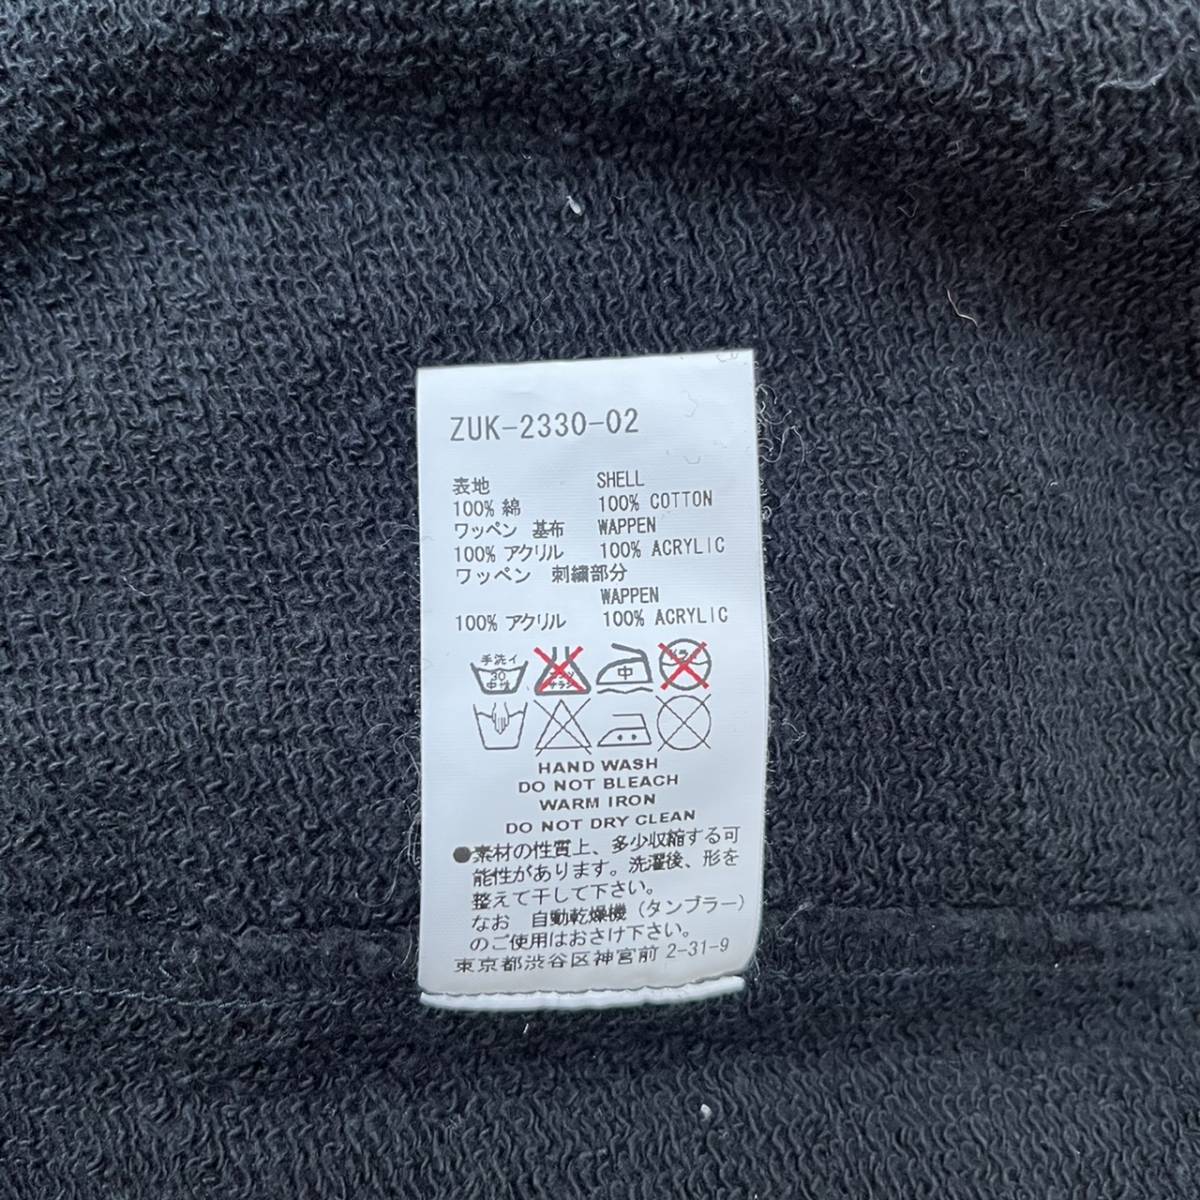 ZUK-2330-02
表地 SHELL
100% 綿 100% COTTON
ワッペン 基布 WAPPEN
100% アクリル 100% ACRYLIC
ワッペン 刺繍部分
WAPPEN
100% アクリル 100% ACRYLIC
手洗イ
30 中
中性
HAND WASH
DO NOT BLEACH
WARM IRON
DO NOT DRY CLEAN
●素材の性質上、多少収縮する可
能性があります。洗濯後、形を
整えて干して下さい。
なお 自動乾燥機（タンブラー）
のご使用はおさけ下さい。
東京都渋谷区神宮前 2-31-9